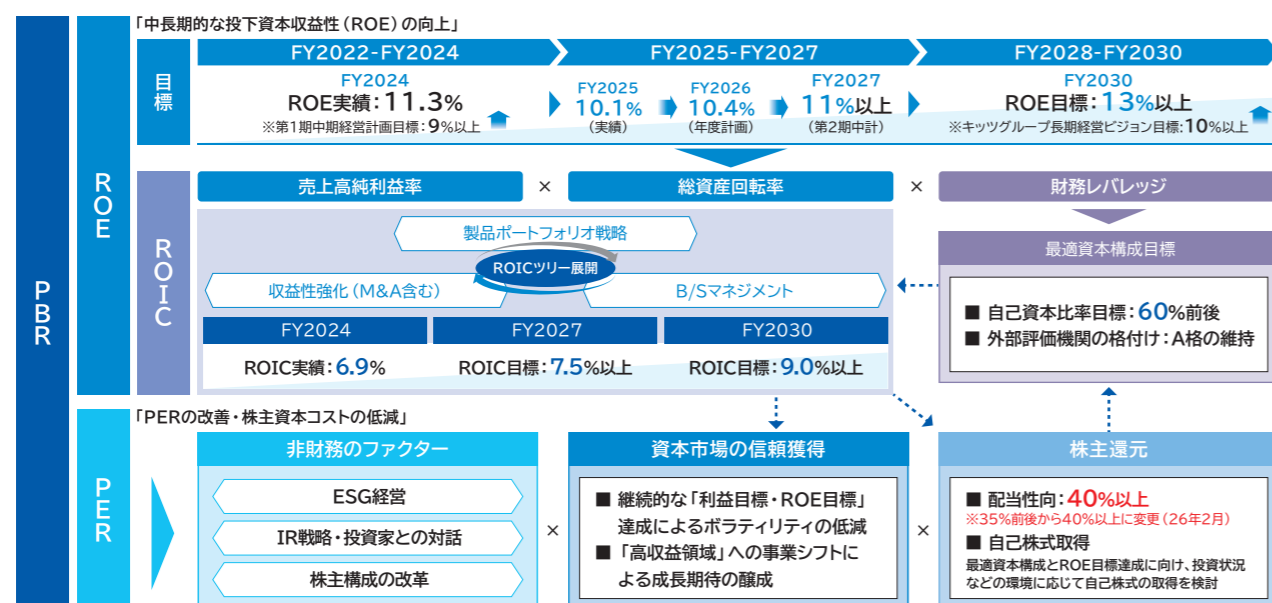 「中長期的な投下資本収益性(ROE)の向上」
PBR
ROE
目標
FY2022-FY2024
FY2025-FY2027
FY2028-FY2030
FY2024
ROE実績:11.3%
※第1期中期経営計画目標:9%以上
FY2025
10.1%
(実績)
FY2026
10.4%
(年度計画)
FY2027
11%以上
(第2期中計)
FY2030
ROE目標:13%以上
※キッツグループ長期経営ビジョン目標:10%以上
ROIC
売上高純利益率
×
総資産回転率
×
財務レバレッジ
製品ポートフォリオ戦略
ROICツリー展開
収益性強化(M&A含む)
B/Sマネジメント
FY2024
FY2027
FY2030
ROIC実績:6.9%
ROIC目標:7.5%以上
ROIC目標:9.0%以上
最適資本構成目標
■ 自己資本比率目標:60%前後
■ 外部評価機関の格付け:A格の維持
「PERの改善・株主資本コストの低減」
PER
非財務のファクター
ESG経営
IR戦略・投資家との対話
株主構成の改革
×
資本市場の信頼獲得
■ 継続的な「利益目標・ROE目標」
達成によるボラティリティの低減
■ 「高収益領域」への事業シフトに
よる成長期待の醸成
×
株主還元
■ 配当性向:40%以上
※35%前後から40%以上に変更(26年2月)
■ 自己株式取得
最適資本構成とROE目標達成に向け、投資状況
などの環境に応じて自己株式の取得を検討